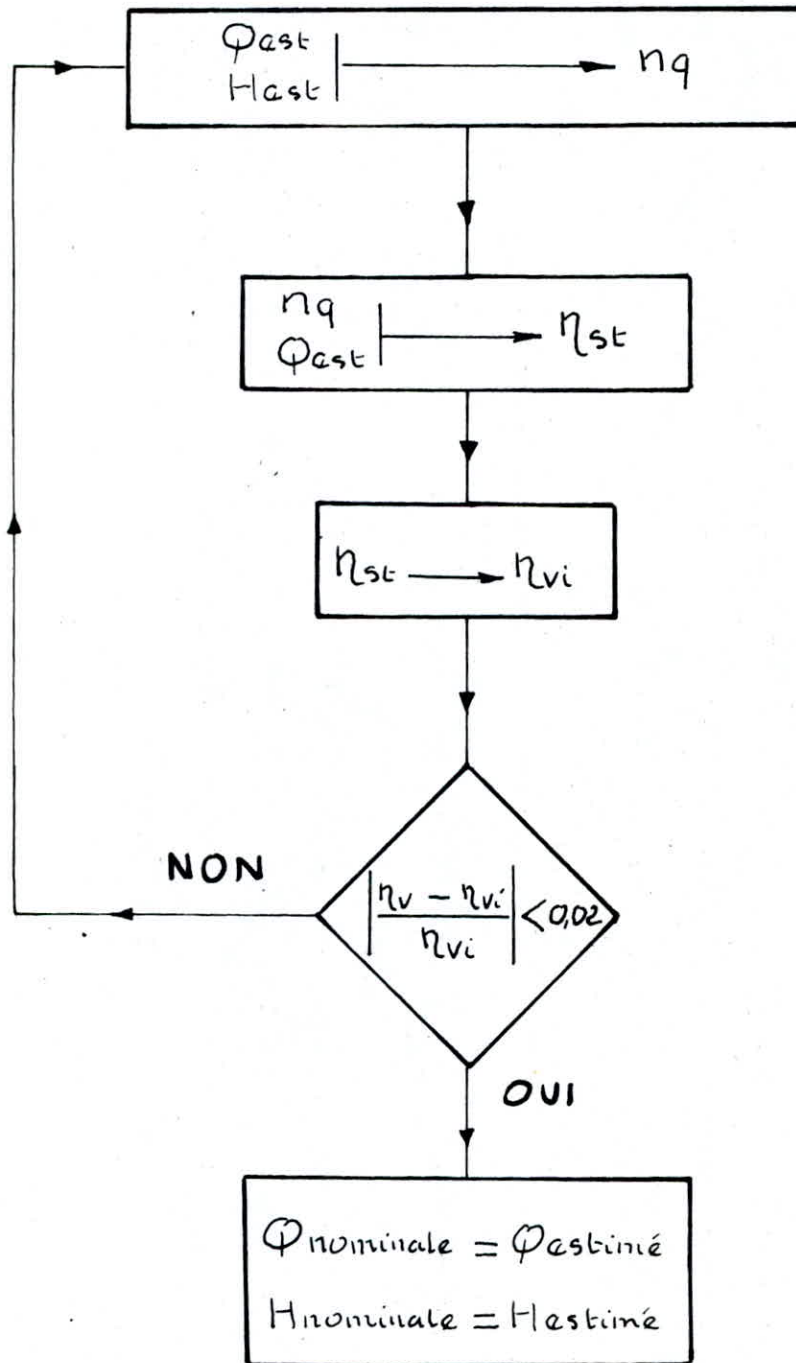 Qest
Hest → nq
nq
Qest → ηst
ηst → ηvi
NON
|ηv - ηvi / ηvi| < 0,02
OUI
Qnominale = Qestimé
Hnominale = Hestimé